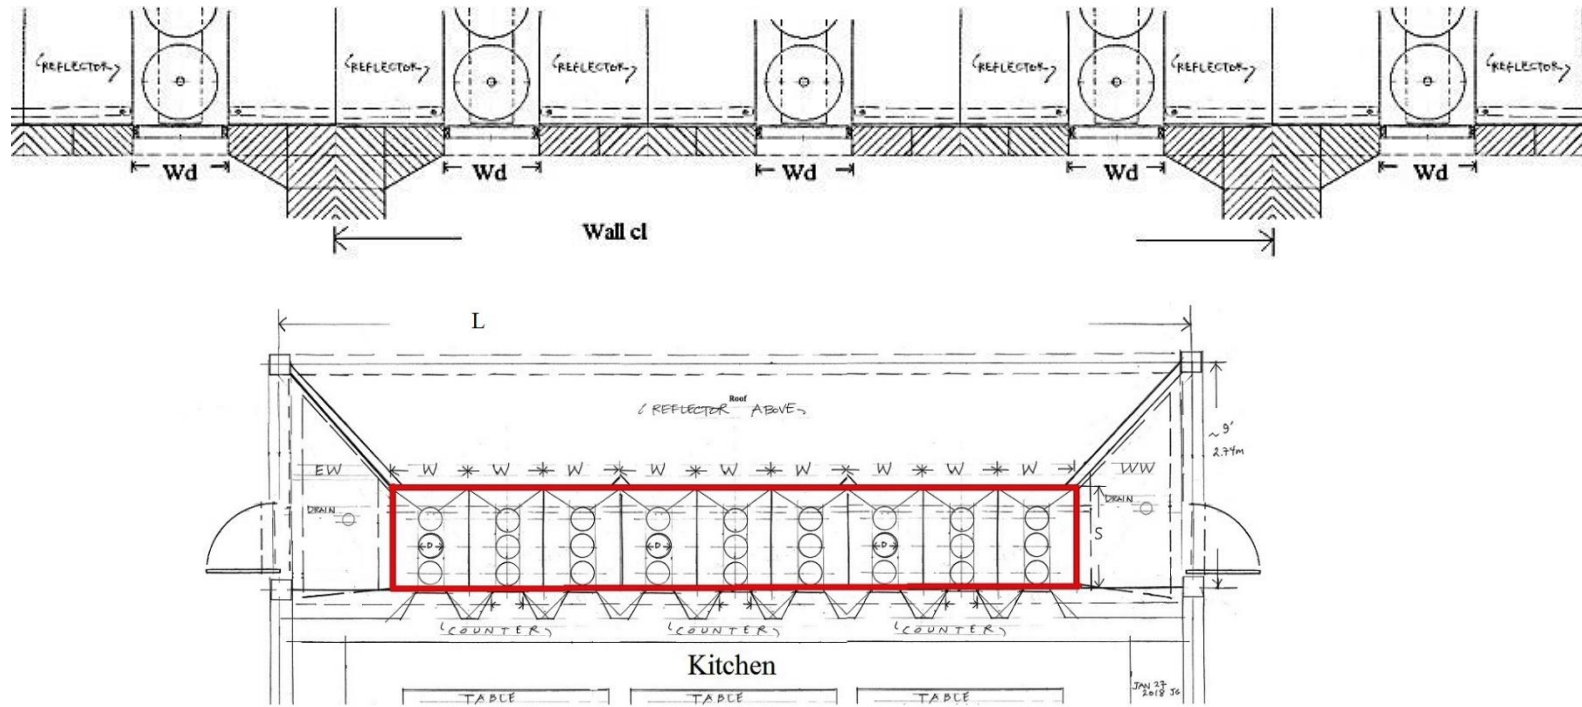 REFLECTOR REFLECTOR REFLECTOR REFLECTOR REFLECTOR REFLECTOR
Wd Wd Wd Wd Wd
Wall cl
L
Roof
REFLECTOR ABOVE
~ 9'
2.74m
EW W W W W W W W W W WW
DRAIN DRAIN
S
D D D
COUNTER COUNTER COUNTER
Kitchen
TABLE TABLE TABLE
JAN 27
2018 JG